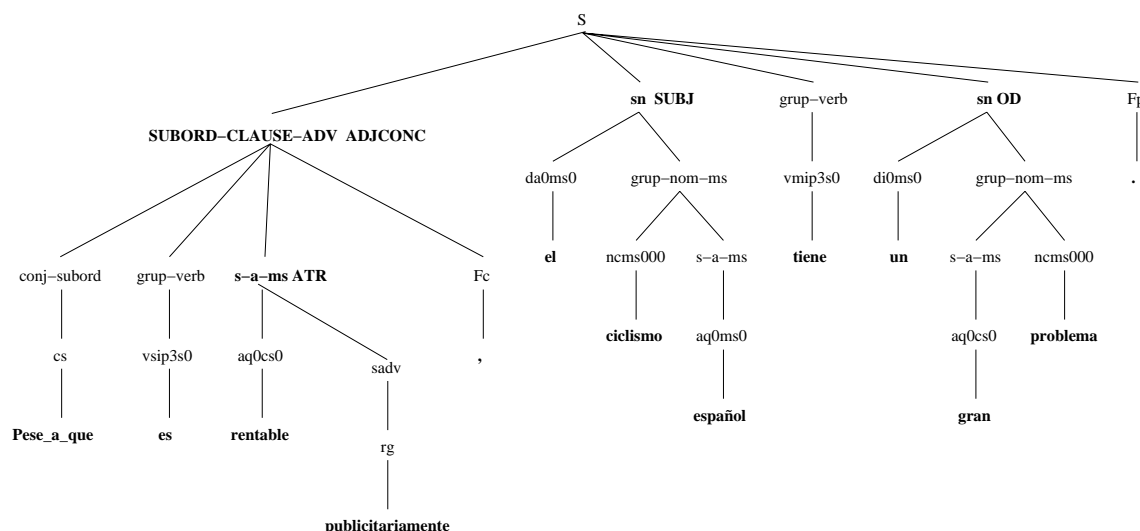 S
sn SUBJ grup−verb sn OD Fp
SUBORD−CLAUSE−ADV ADJCONC
da0ms0 grup−nom−ms vmip3s0 di0ms0 grup−nom−ms .
el ncms000 s−a−ms tiene un s−a−ms ncms000
conj−subord grup−verb s−a−ms ATR Fc
ciclismo aq0ms0 aq0cs0 problema
cs vsip3s0 aq0cs0 sadv ,
español gran
Pese_a_que es rentable rg
publicitariamente